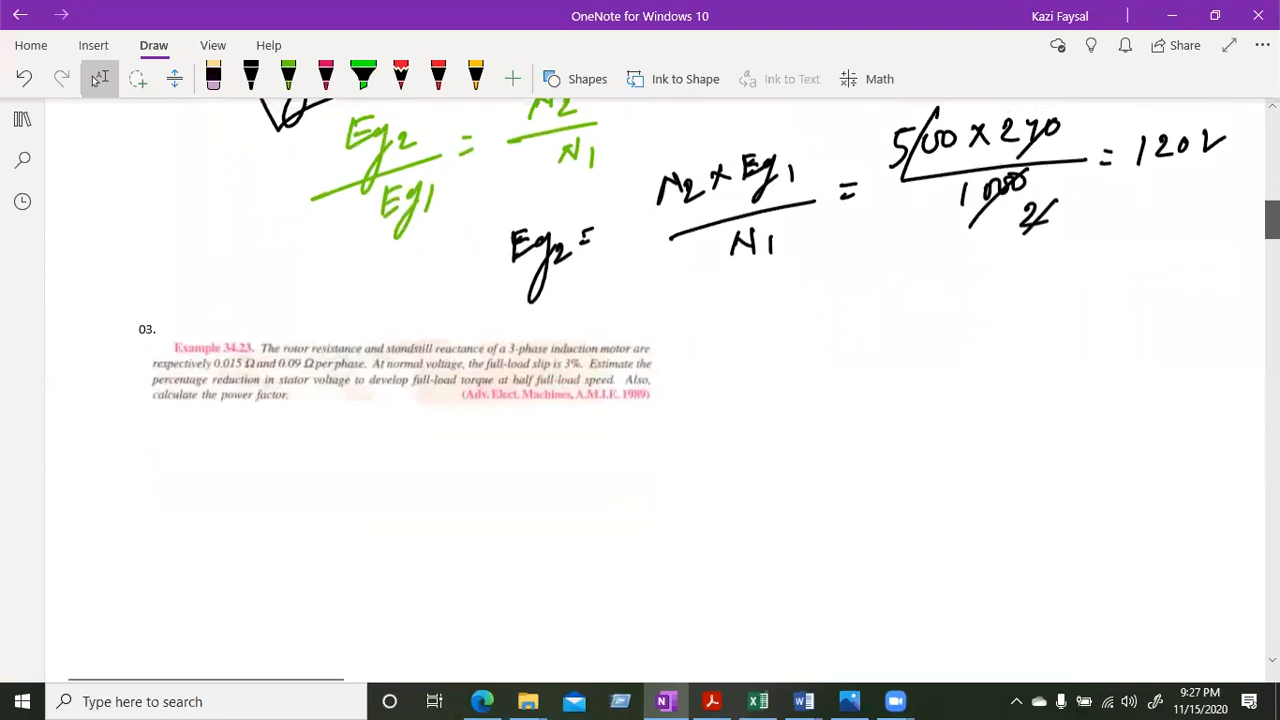 OneNote for Windows 10
Kazi Faysal
Home Insert Draw View Help
Share
Shapes Ink to Shape Ink to Text Math
Eg2 / Eg1 = N2 / N1
Eg2 = N2 × Eg1 / N1 = 500 × 240 / 1000 2 = 120 V
03.
Example 34.23. The rotor resistance and standstill reactance of a 3-phase induction motor are
respectively 0.015 Ω and 0.09 Ω per phase. At normal voltage, the full-load slip is 3%. Estimate the
percentage reduction in stator voltage to develop full-load torque at half full-load speed. Also,
calculate the power factor. (Adv. Elect. Machines, A.M.I.E. 1989)
Type here to search
9:27 PM
11/15/2020